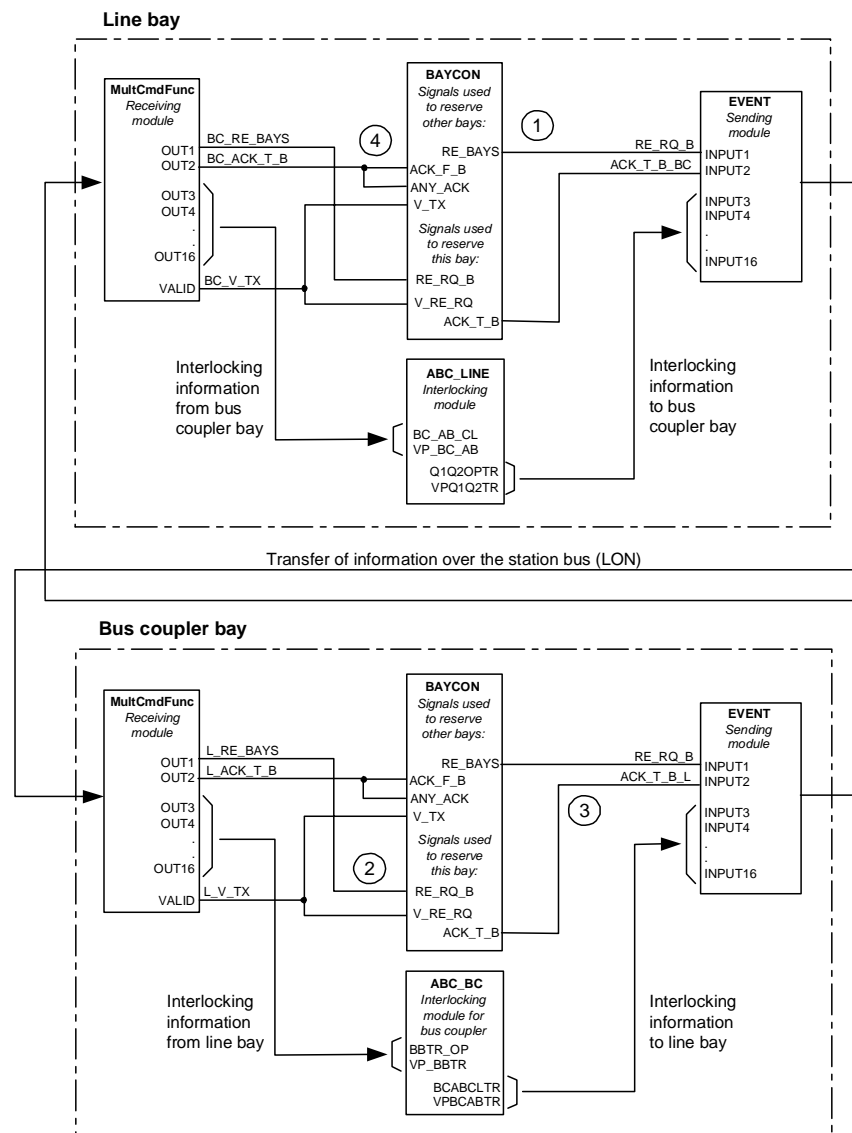 Line bay
MultCmdFunc
Receiving
module
OUT1
OUT2
OUT3
OUT4
.
.
OUT16
VALID
BC_RE_BAYS
BC_ACK_T_B
BC_V_TX
4
BAYCON
Signals used
to reserve
other bays:
RE_BAYS
ACK_F_B
ANY_ACK
V_TX
Signals used
to reserve
this bay:
RE_RQ_B
V_RE_RQ
ACK_T_B
1
RE_RQ_B
ACK_T_B_BC
EVENT
Sending
module
INPUT1
INPUT2
INPUT3
INPUT4
.
.
INPUT16
Interlocking
information
from bus
coupler bay
ABC_LINE
Interlocking
module
BC_AB_CL
VP_BC_AB
Q1Q2OPTR
VPQ1Q2TR
Interlocking
information
to bus
coupler bay
Transfer of information over the station bus (LON)
Bus coupler bay
MultCmdFunc
Receiving
module
OUT1
OUT2
OUT3
OUT4
.
.
OUT16
VALID
L_RE_BAYS
L_ACK_T_B
L_V_TX
2
BAYCON
Signals used
to reserve
other bays:
RE_BAYS
ACK_F_B
ANY_ACK
V_TX
Signals used
to reserve
this bay:
RE_RQ_B
V_RE_RQ
ACK_T_B
3
RE_RQ_B
ACK_T_B_L
EVENT
Sending
module
INPUT1
INPUT2
INPUT3
INPUT4
.
.
INPUT16
Interlocking
information
from line bay
ABC_BC
Interlocking
module for
bus coupler
BBTR_OP
VP_BBTR
BCABCLTR
VPBCABTR
Interlocking
information
to line bay